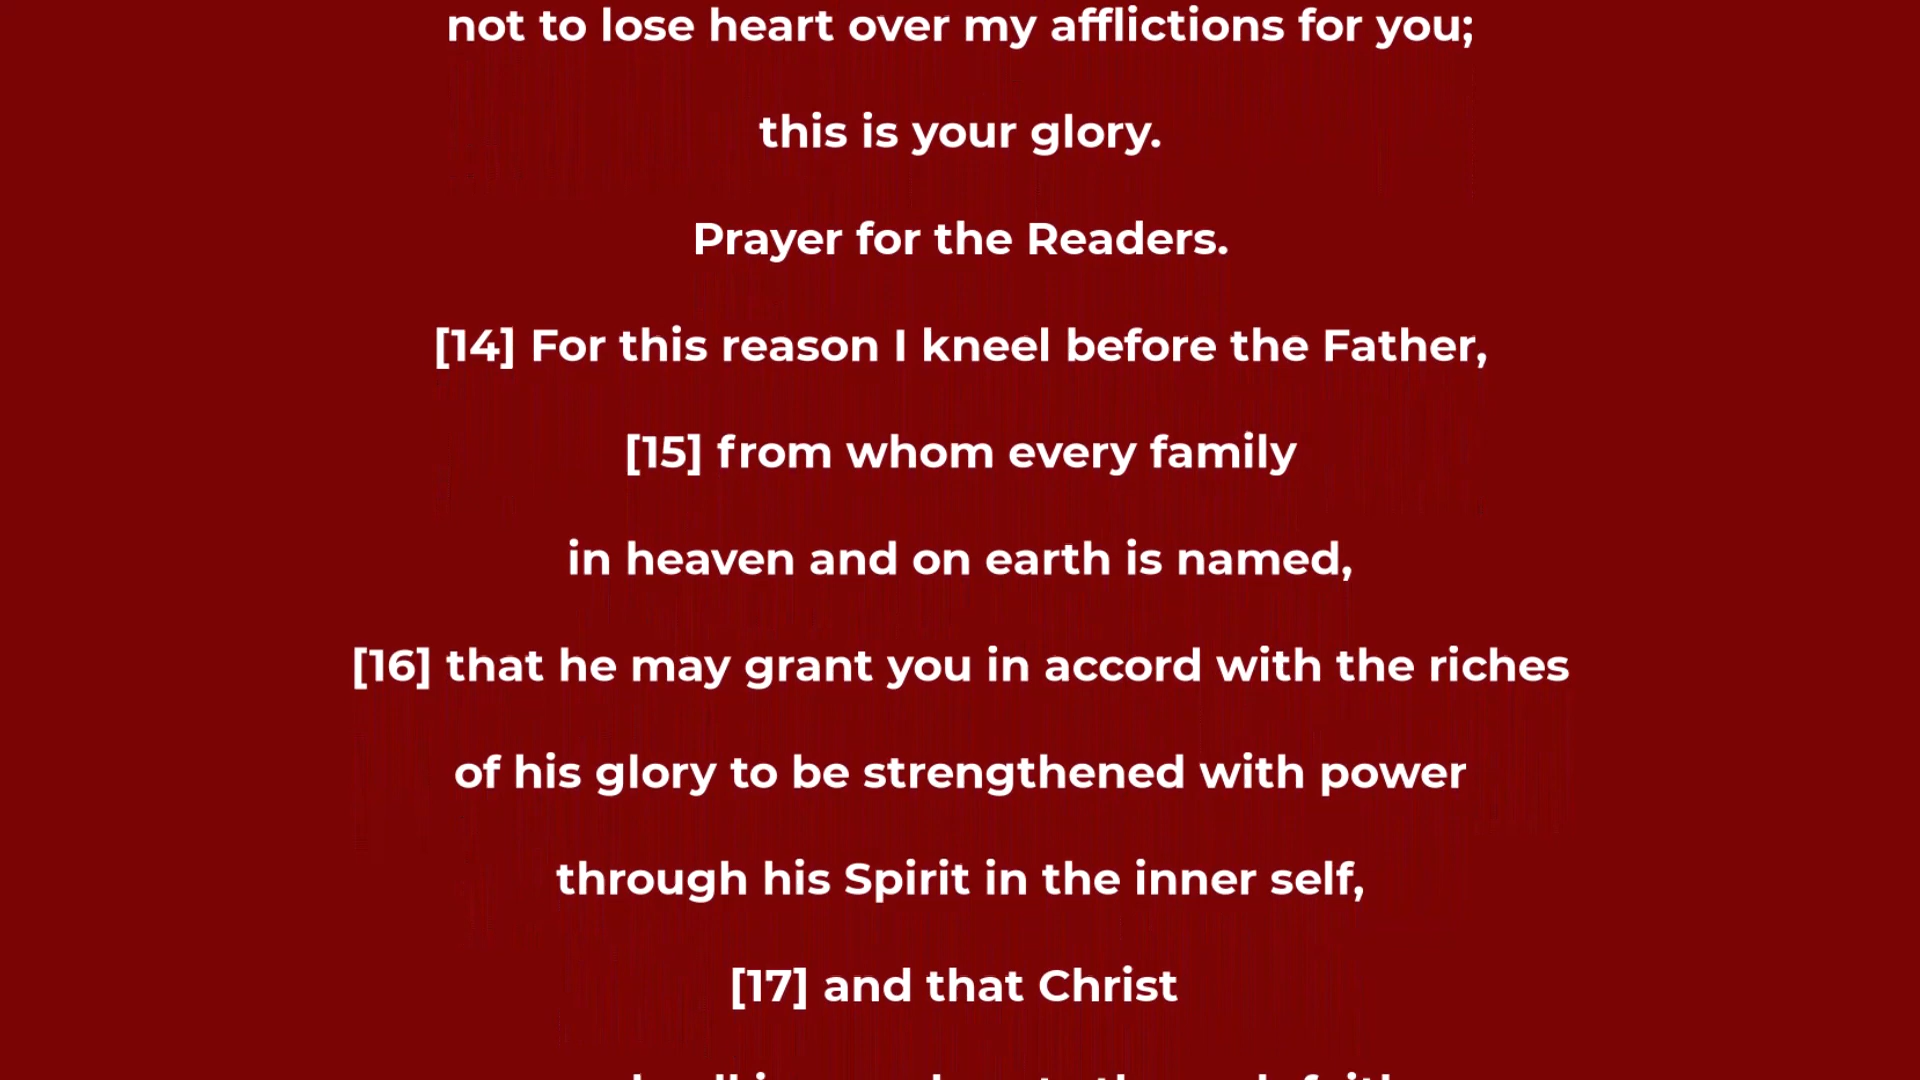 not to lose heart over my afflictions for you;
this is your glory.
Prayer for the Readers.
[14] For this reason I kneel before the Father,
[15] from whom every family
in heaven and on earth is named,
[16] that he may grant you in accord with the riches
of his glory to be strengthened with power
through his Spirit in the inner self,
[17] and that Christ